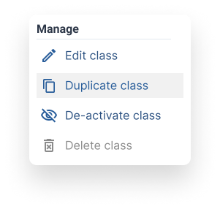 Manage
Edit class
Duplicate class
De-activate class
Delete class